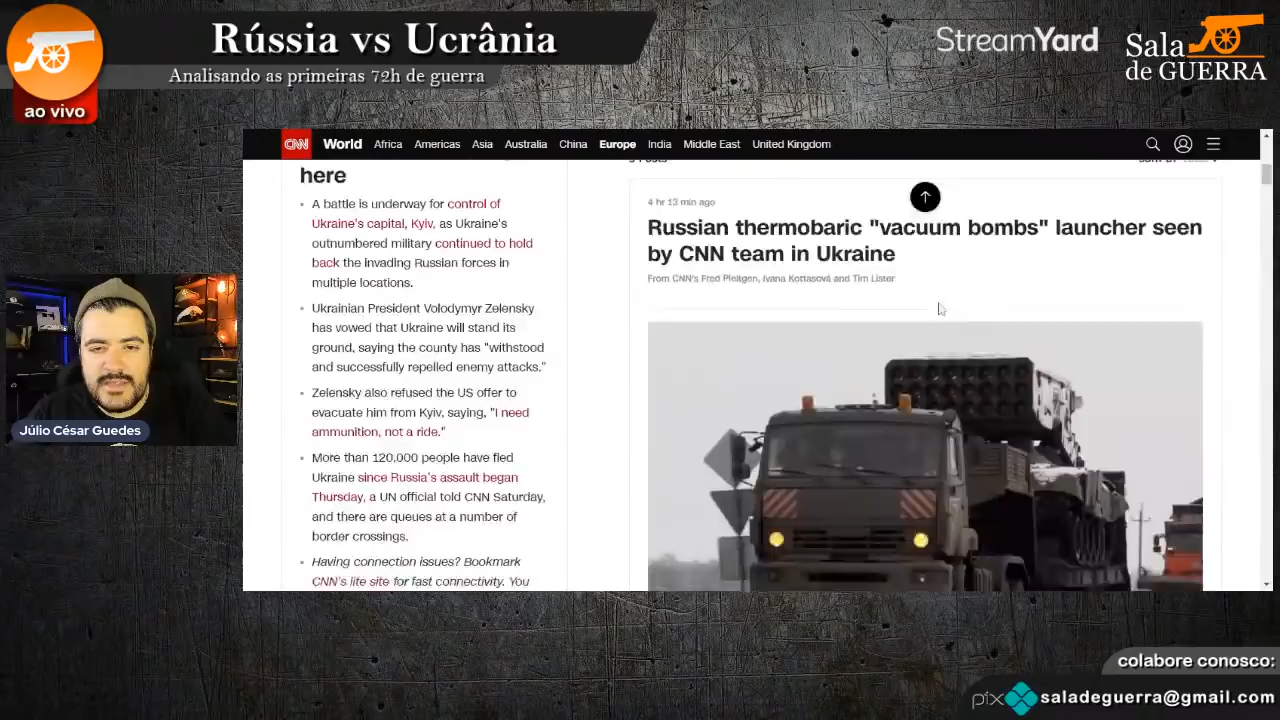 Rússia vs Ucrânia
Analisando as primeiras 72h de guerra
ao vivo
StreamYard
Sala
de GUERRA
CNN World Africa Americas Asia Australia China Europe India Middle East United Kingdom
here
A battle is underway for control of
Ukraine's capital, Kyiv, as Ukraine's
outnumbered military continued to hold
back the invading Russian forces in
multiple locations.
Ukrainian President Volodymyr Zelensky
has vowed that Ukraine will stand its
ground, saying the county has "withstood
and successfully repelled enemy attacks."
Zelensky also refused the US offer to
evacuate him from Kyiv, saying, "I need
ammunition, not a ride."
More than 120,000 people have fled
Ukraine since Russia's assault began
Thursday, a UN official told CNN Saturday,
and there are queues at a number of
border crossings.
Having connection issues? Bookmark
CNN's lite site for fast connectivity. You
4 hr 13 min ago
Russian thermobaric "vacuum bombs" launcher seen
by CNN team in Ukraine
From CNN's Fred Pleitgen, Ivana Kottasová and Tim Lister
Júlio César Guedes
colabore conosco:
pix saladeguerra@gmail.com